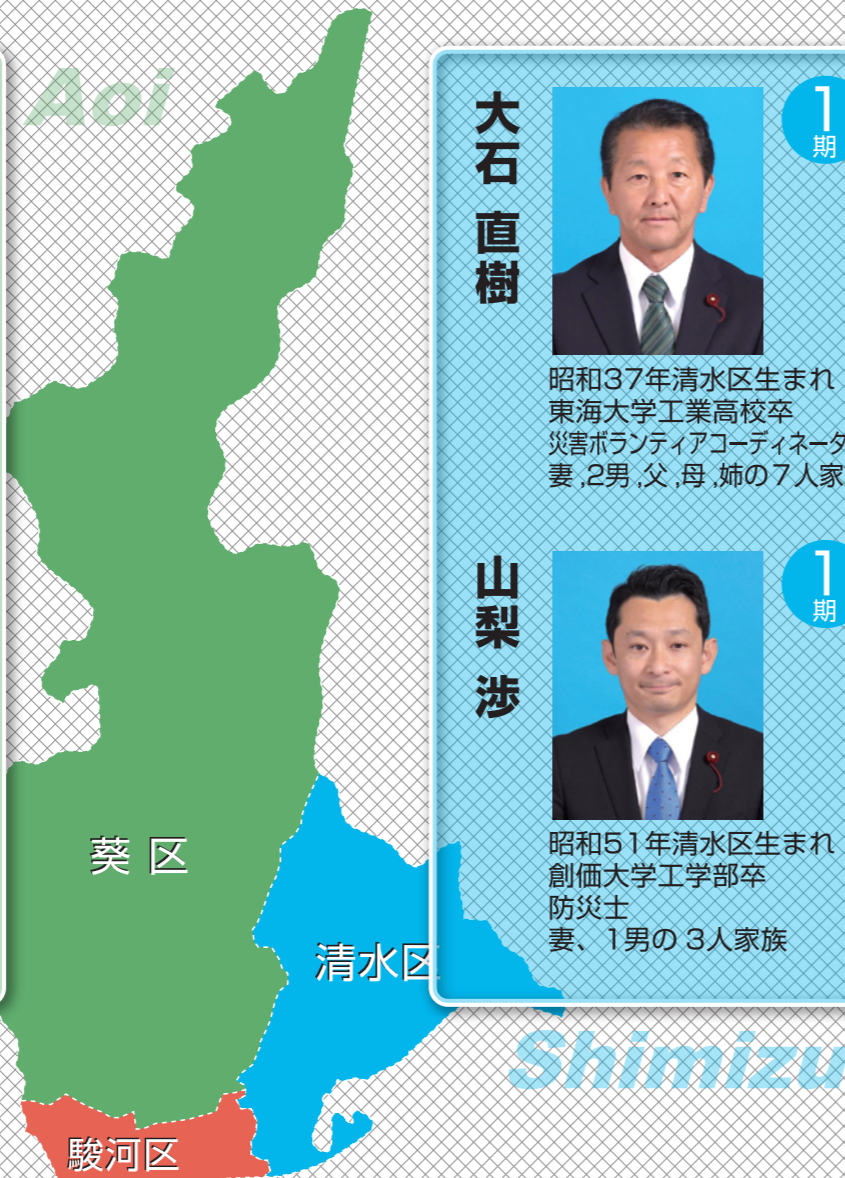 Aoi
大石 直樹
1期
昭和37年清水区生まれ
東海大学工業高校卒
災害ボランティアコーディネータ
妻,2男,父,母,姉の7人家
山梨 渉
1期
昭和51年清水区生まれ
創価大学工学部卒
防災士
妻、1男の3人家族
葵区
清水区
駿河区
Shimizu